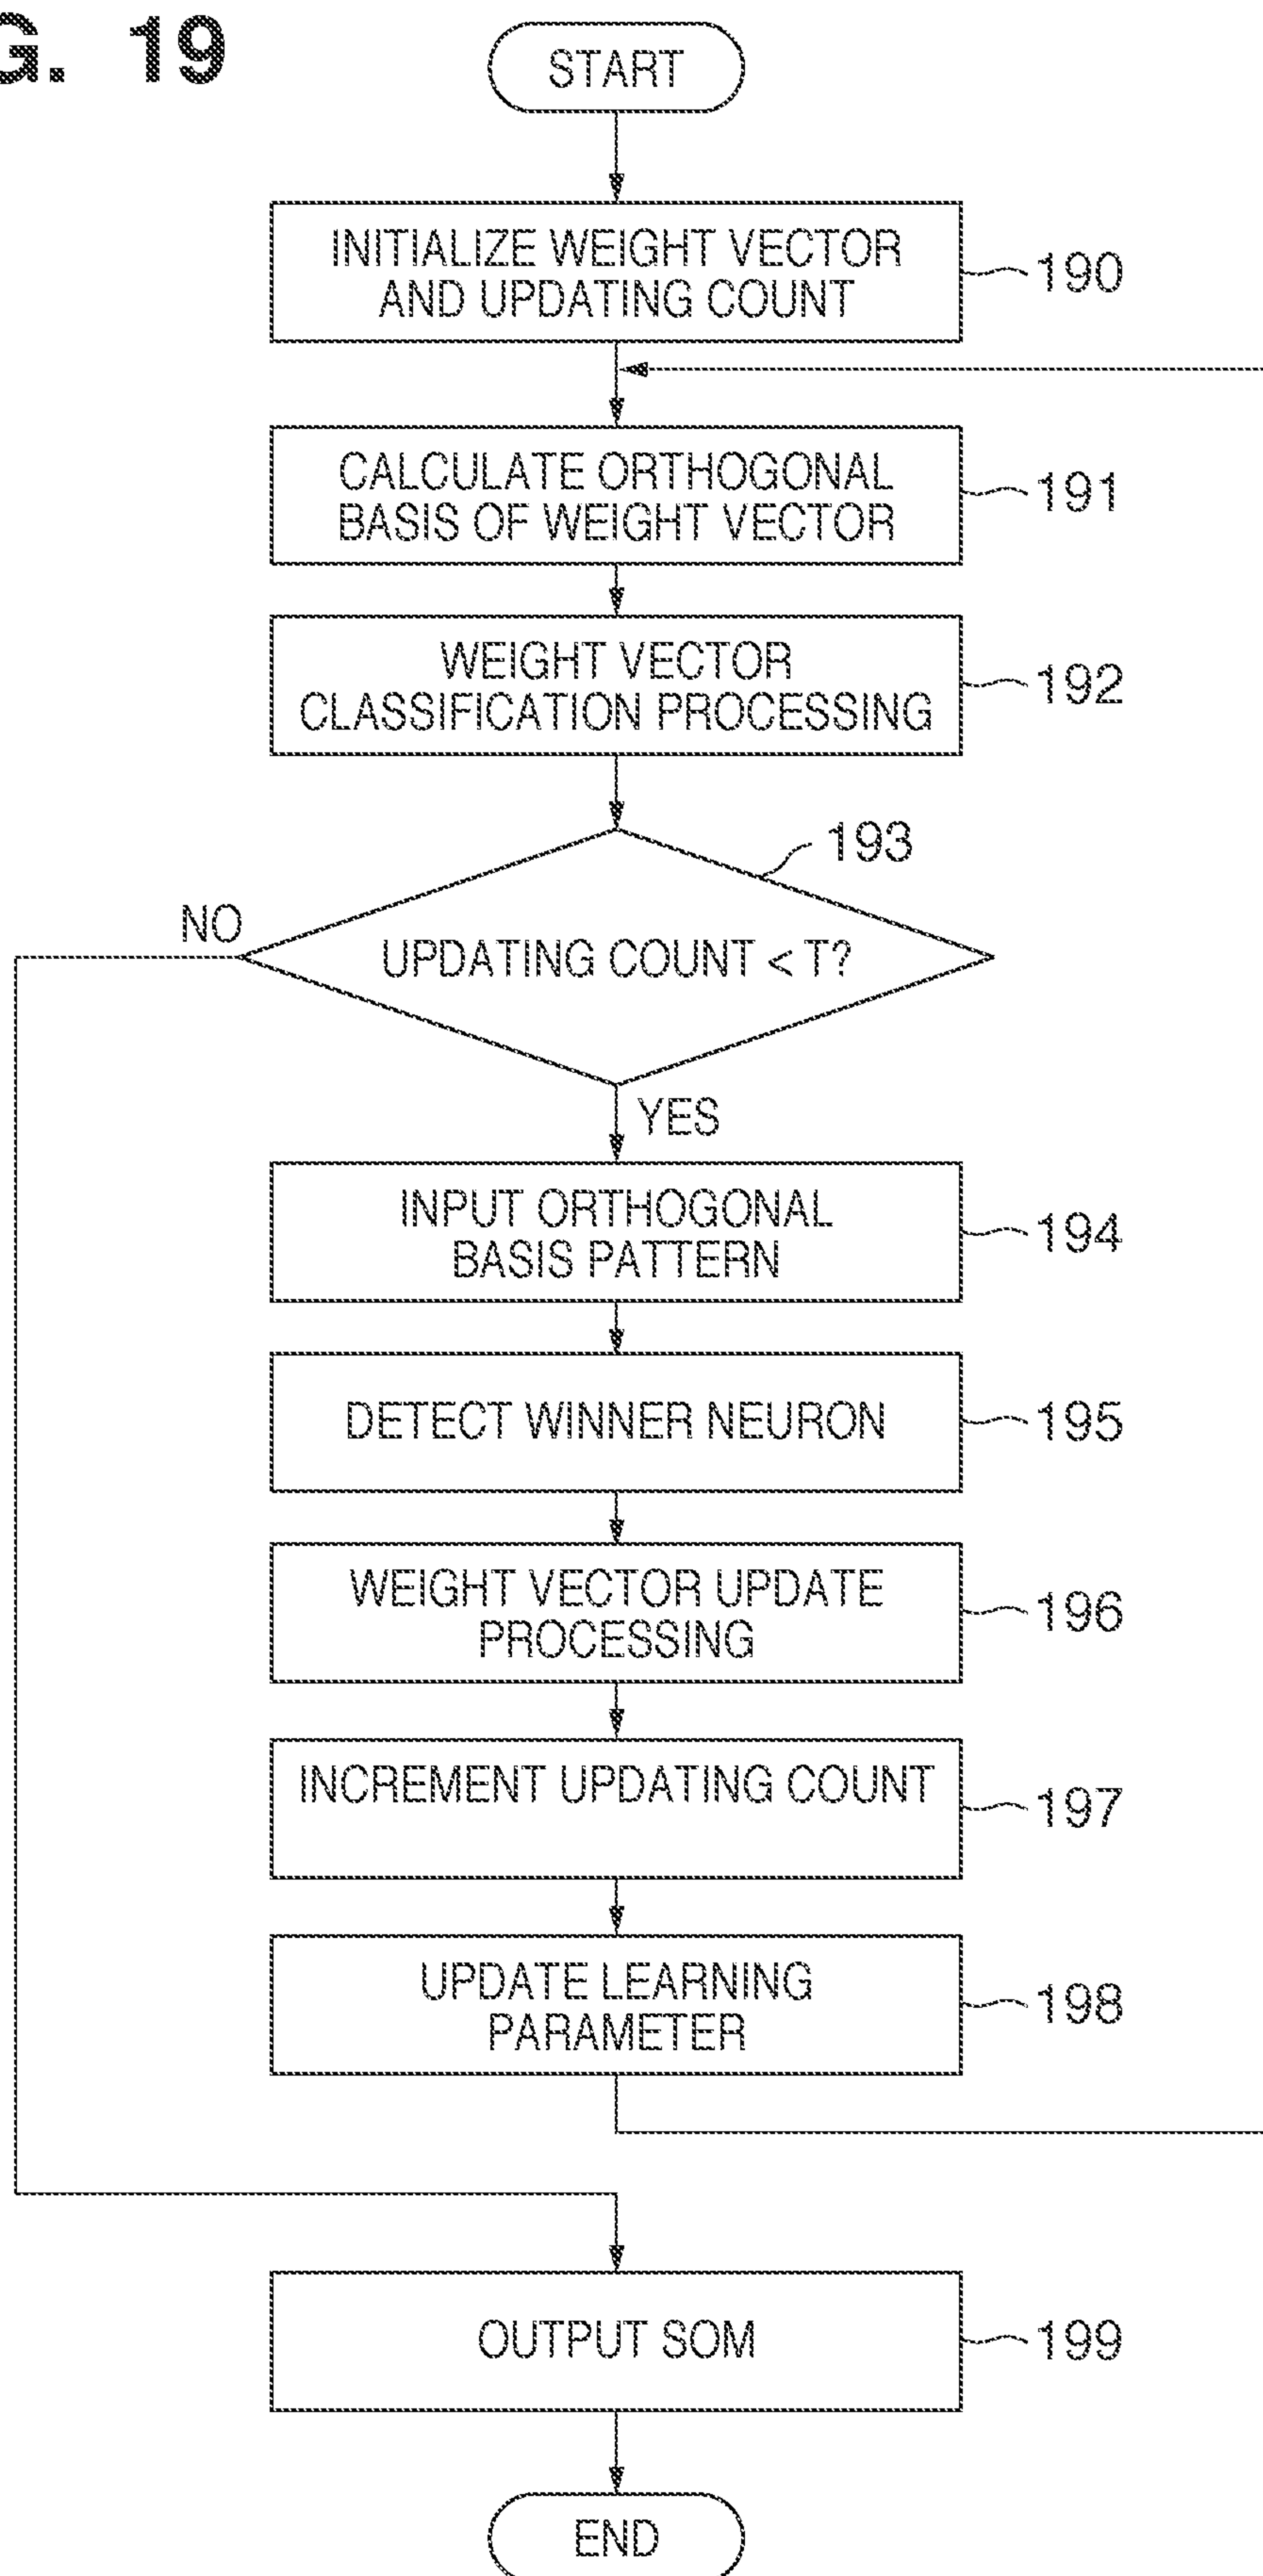 G. 19
START
INITIALIZE WEIGHT VECTOR
AND UPDATING COUNT
190
CALCULATE ORTHOGONAL
BASIS OF WEIGHT VECTOR
191
WEIGHT VECTOR
CLASSIFICATION PROCESSING
192
193
NO
UPDATING COUNT < T?
YES
INPUT ORTHOGONAL
BASIS PATTERN
194
DETECT WINNER NEURON
195
WEIGHT VECTOR UPDATE
PROCESSING
196
INCREMENT UPDATING COUNT
197
UPDATE LEARNING
PARAMETER
198
OUTPUT SOM
199
END